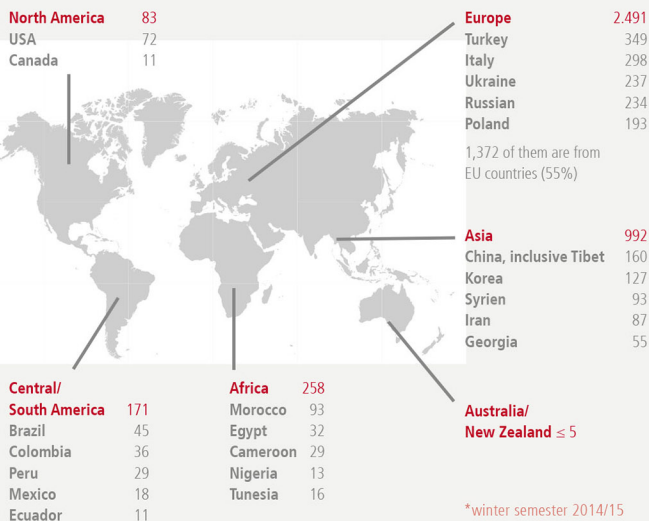 North America 83
USA 72
Canada 11
Europe 2.491
Turkey 349
Italy 298
Ukraine 237
Russian 234
Poland 193
1,372 of them are from
EU countries (55%)
Asia 992
China, inclusive Tibet 160
Korea 127
Syrien 93
Iran 87
Georgia 55
Central/
South America 171
Brazil 45
Colombia 36
Peru 29
Mexico 18
Ecuador 11
Africa 258
Morocco 93
Egypt 32
Cameroon 29
Nigeria 13
Tunesia 16
Australia/
New Zealand ≤ 5
*winter semester 2014/15